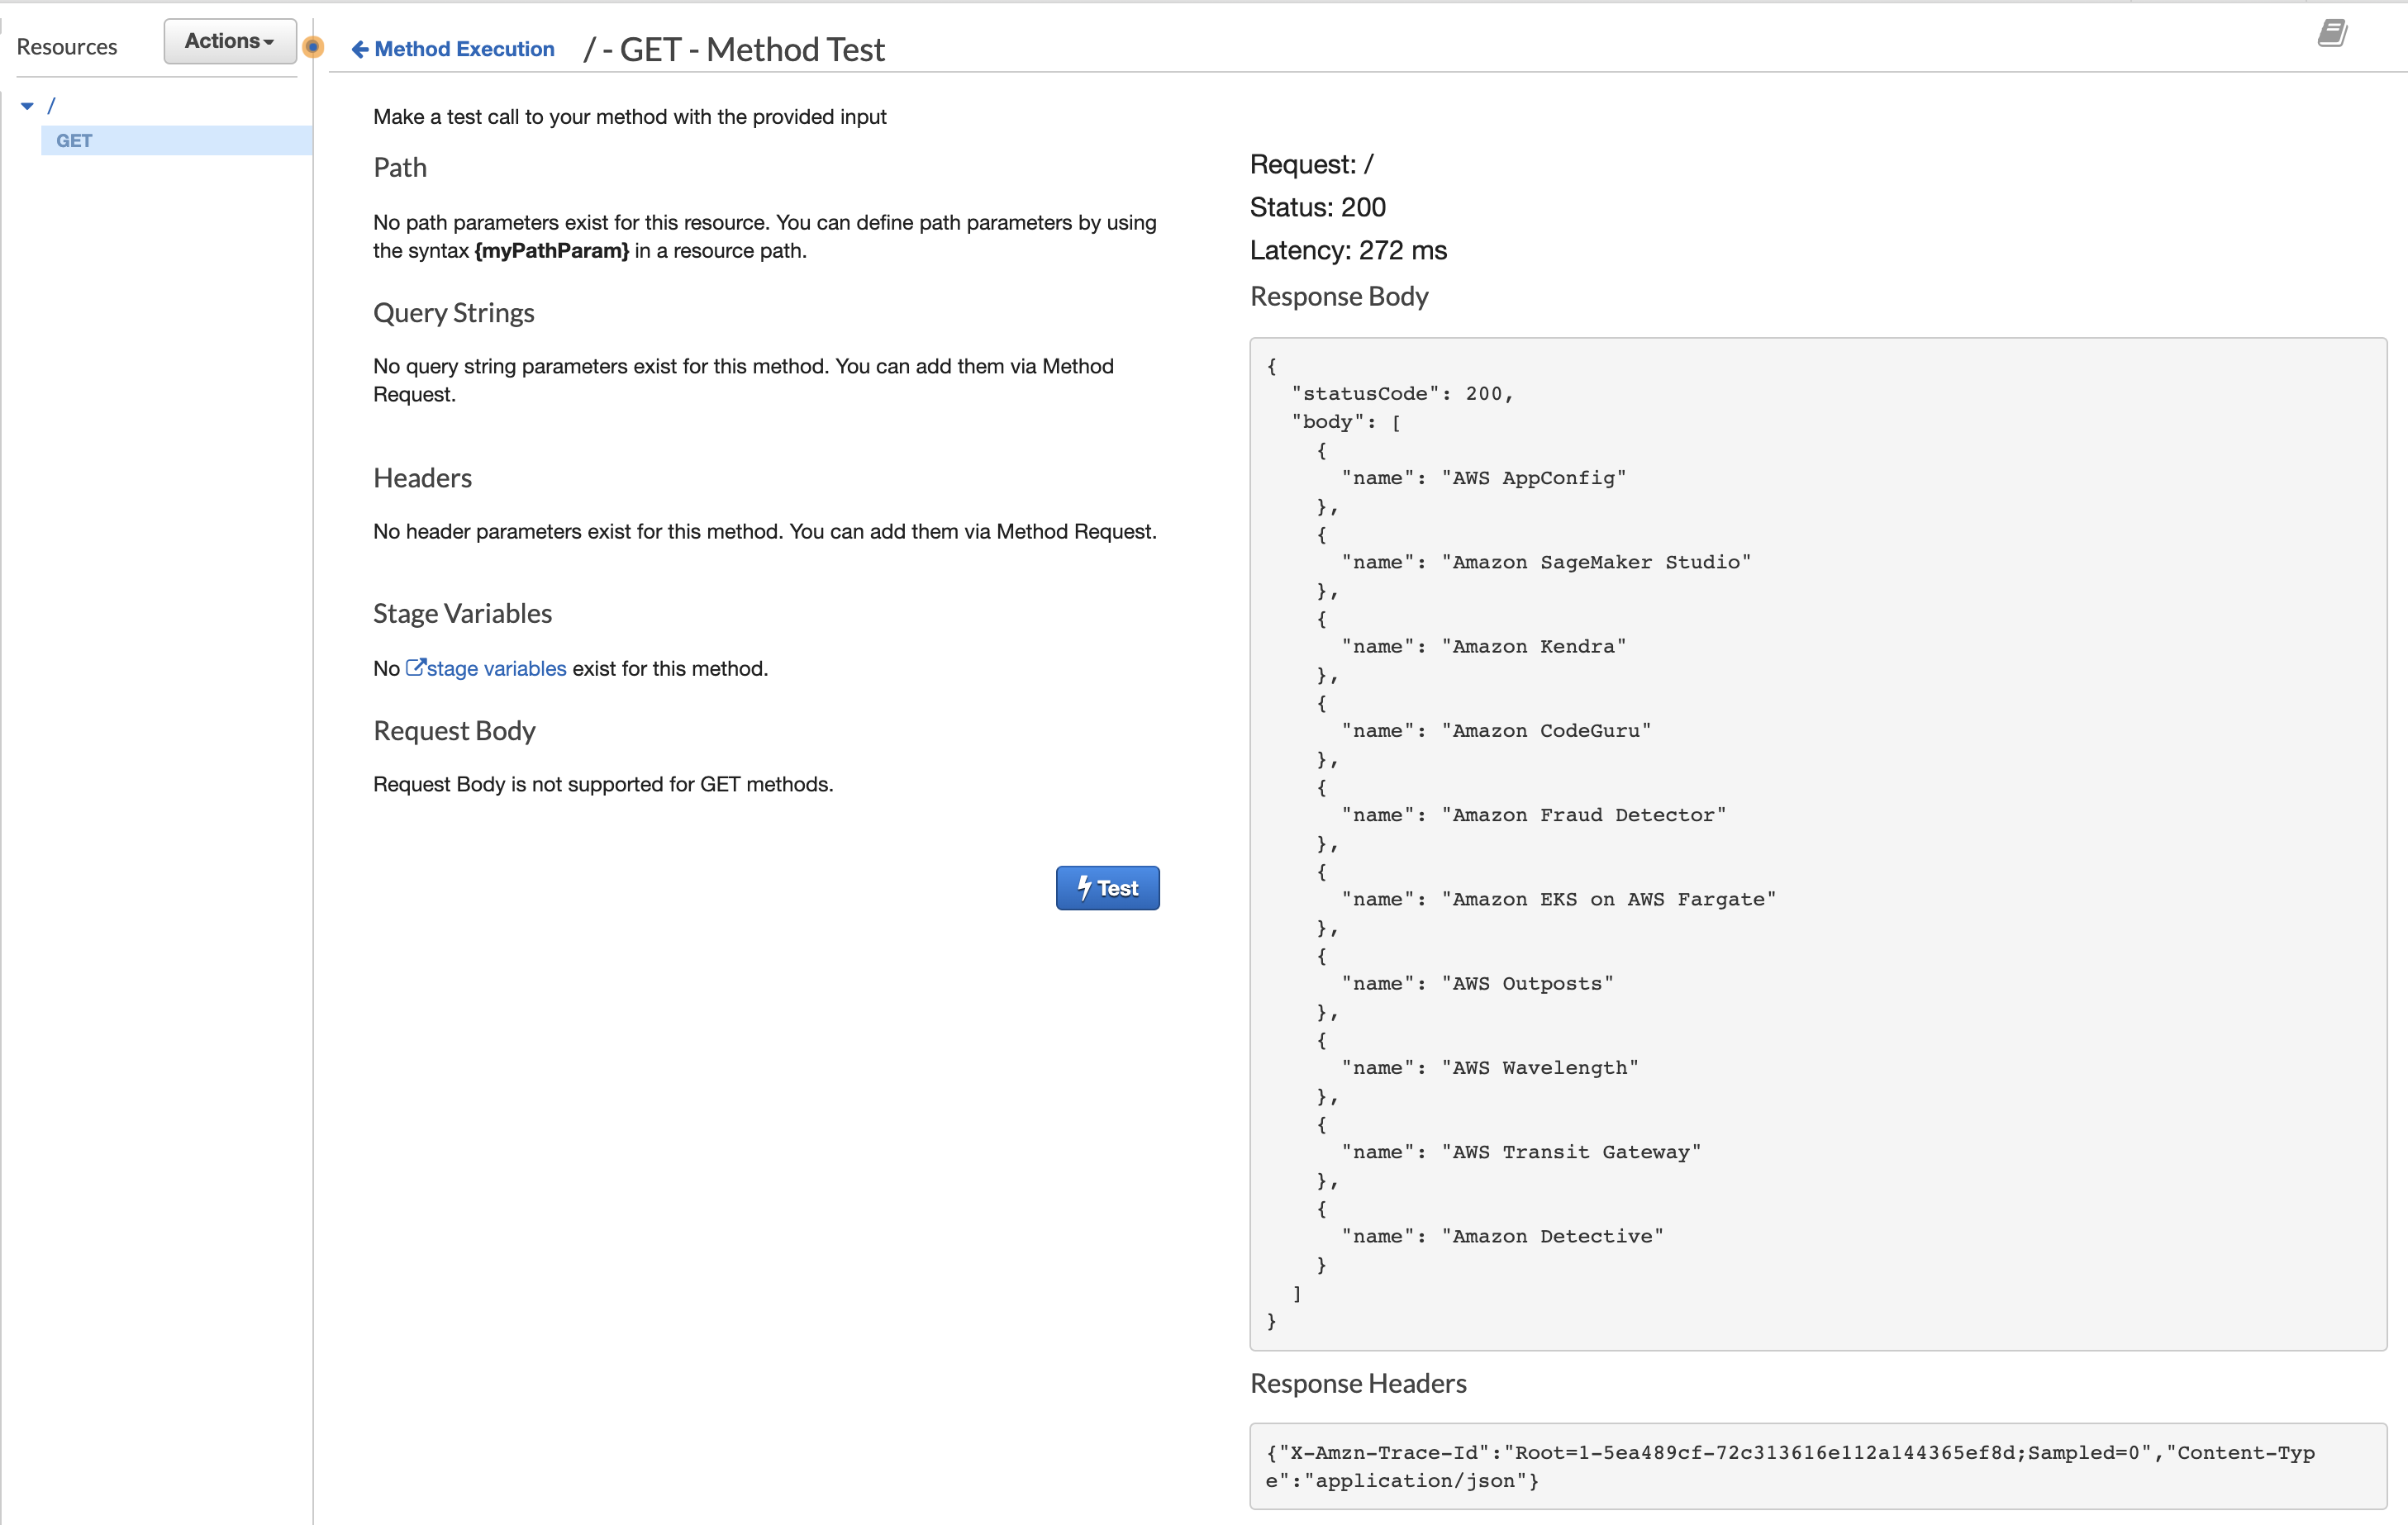 Resources
Actions
Method Execution
/ - GET - Method Test
/
GET
Make a test call to your method with the provided input
Path
No path parameters exist for this resource. You can define path parameters by using
the syntax {myPathParam} in a resource path.
Query Strings
No query string parameters exist for this method. You can add them via Method
Request.
Headers
No header parameters exist for this method. You can add them via Method Request.
Stage Variables
No stage variables exist for this method.
Request Body
Request Body is not supported for GET methods.
Test
Request: /
Status: 200
Latency: 272 ms
Response Body
{
  "statusCode": 200,
  "body": [
    {
      "name": "AWS AppConfig"
    },
    {
      "name": "Amazon SageMaker Studio"
    },
    {
      "name": "Amazon Kendra"
    },
    {
      "name": "Amazon CodeGuru"
    },
    {
      "name": "Amazon Fraud Detector"
    },
    {
      "name": "Amazon EKS on AWS Fargate"
    },
    {
      "name": "AWS Outposts"
    },
    {
      "name": "AWS Wavelength"
    },
    {
      "name": "AWS Transit Gateway"
    },
    {
      "name": "Amazon Detective"
    }
  ]
}
Response Headers
{"X-Amzn-Trace-Id":"Root=1-5ea489cf-72c313616e112a144365ef8d;Sampled=0","Content-Typ
e":"application/json"}